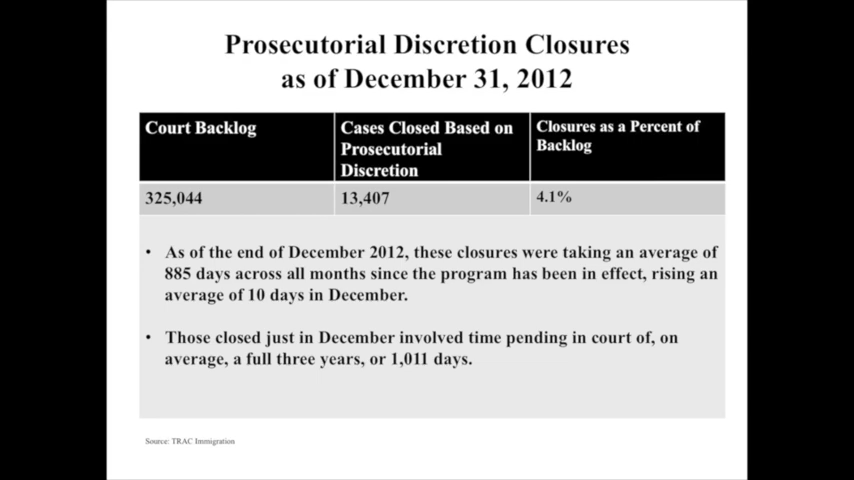 Prosecutorial Discretion Closures
as of December 31, 2012
Court Backlog
Cases Closed Based on
Prosecutorial
Discretion
Closures as a Percent of
Backlog
325,044
13,407
4.1%
• As of the end of December 2012, these closures were taking an average of
885 days across all months since the program has been in effect, rising an
average of 10 days in December.
• Those closed just in December involved time pending in court of, on
average, a full three years, or 1,011 days.
Source: TRAC Immigration